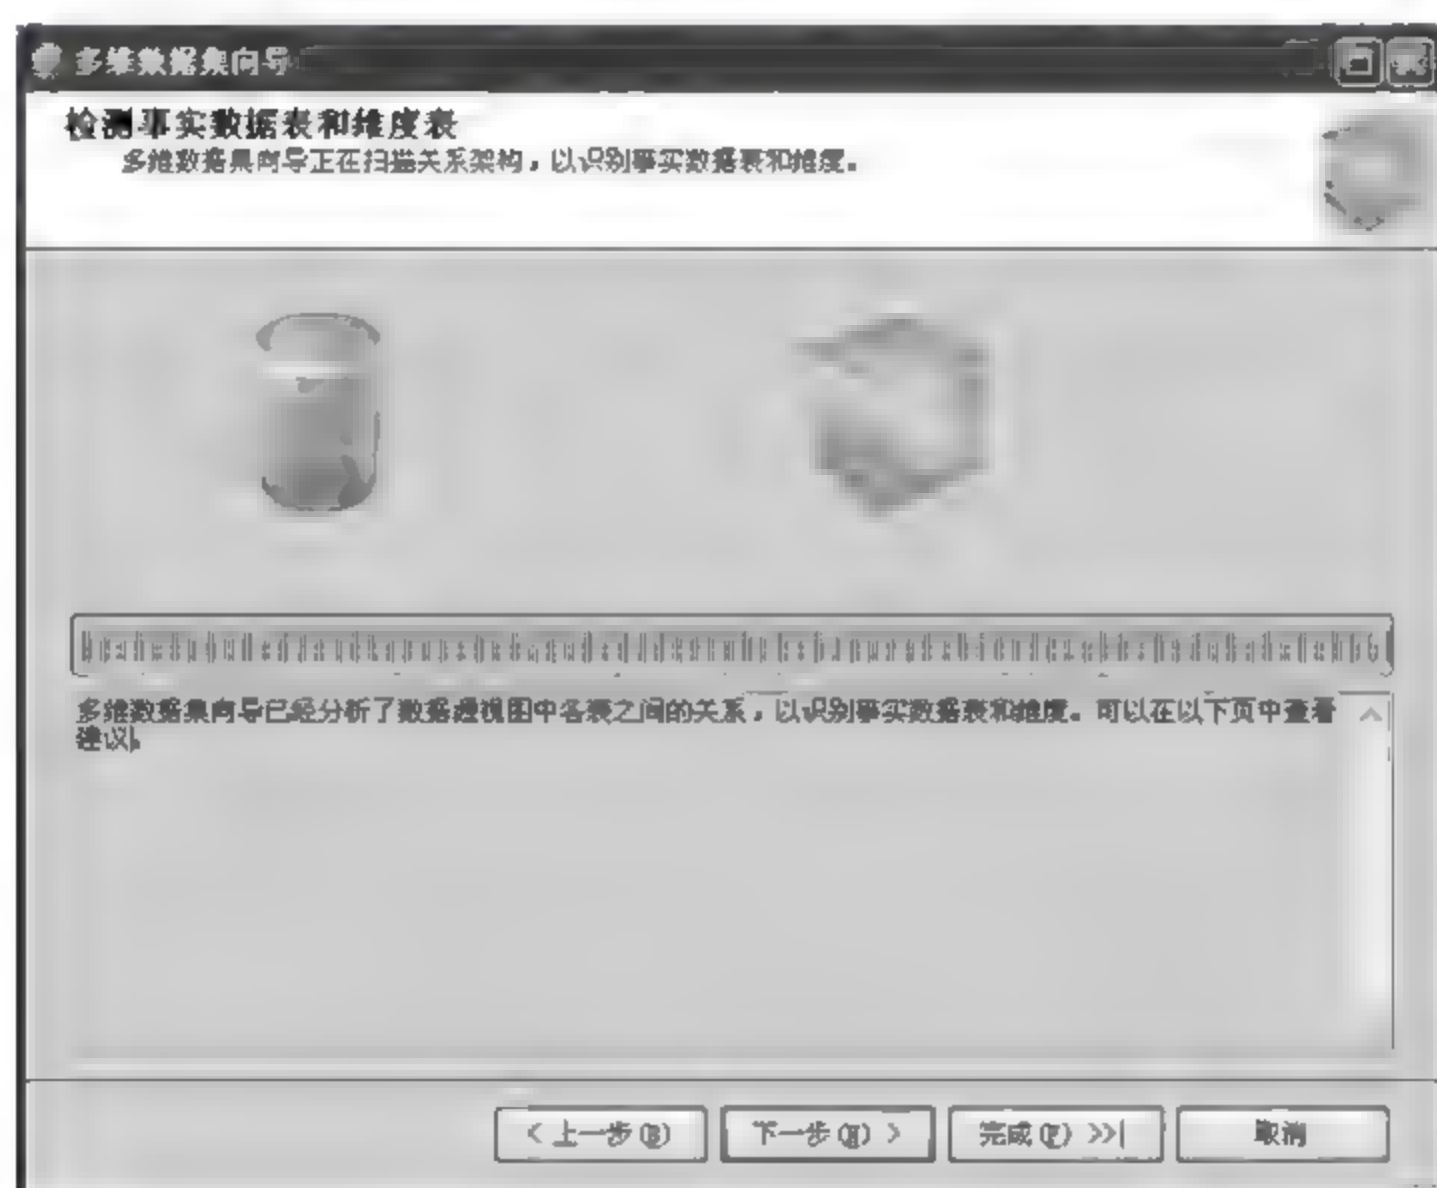 多维数据集向导
检测事实数据表和维度表
多维数据集向导正在扫描关系架构，以识别事实数据表和维度。
多维数据集向导已经分析了数据透视图中各表之间的关系，以识别事实数据表和维度。可以在以下页中查看
建议。
< 上一步(B)
下一步(N) >
完成(F) >>|
取消